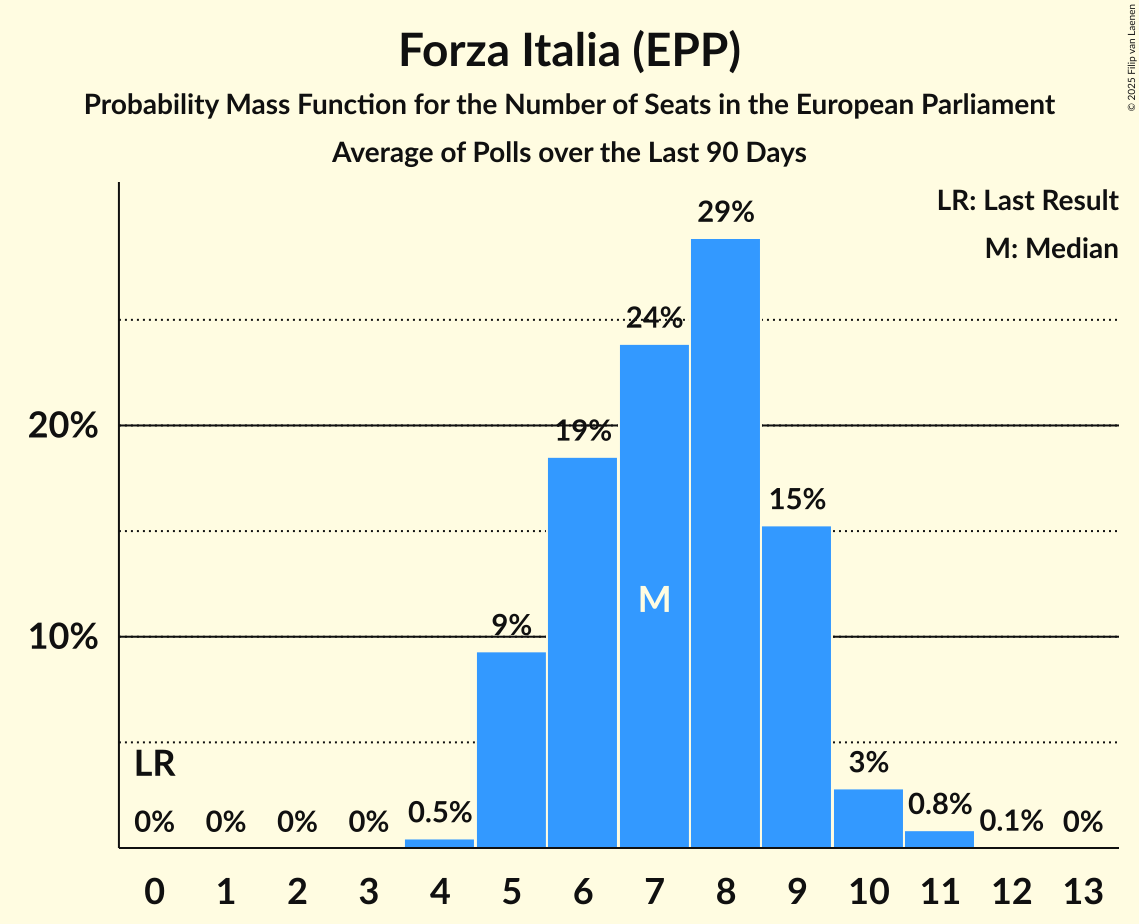 Forza Italia (EPP)
Probability Mass Function for the Number of Seats in the European Parliament
Average of Polls over the Last 90 Days
© 2025 Filip van Laenen
LR: Last Result
M: Median
29%
24%
20%
19%
15%
M
10%
9%
LR
3%
0% 0% 0% 0% 0.5% 0.8% 0.1% 0%
0 1 2 3 4 5 6 7 8 9 10 11 12 13